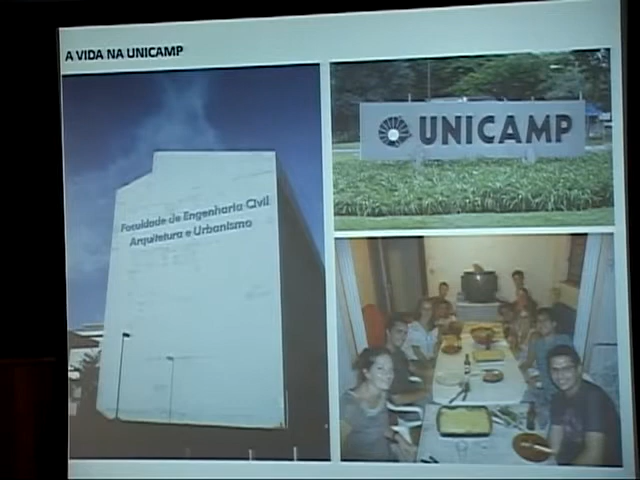 A VIDA NA UNICAMP
Faculdade de Engenharia Civil
Arquitetura e Urbanismo
UNICAMP